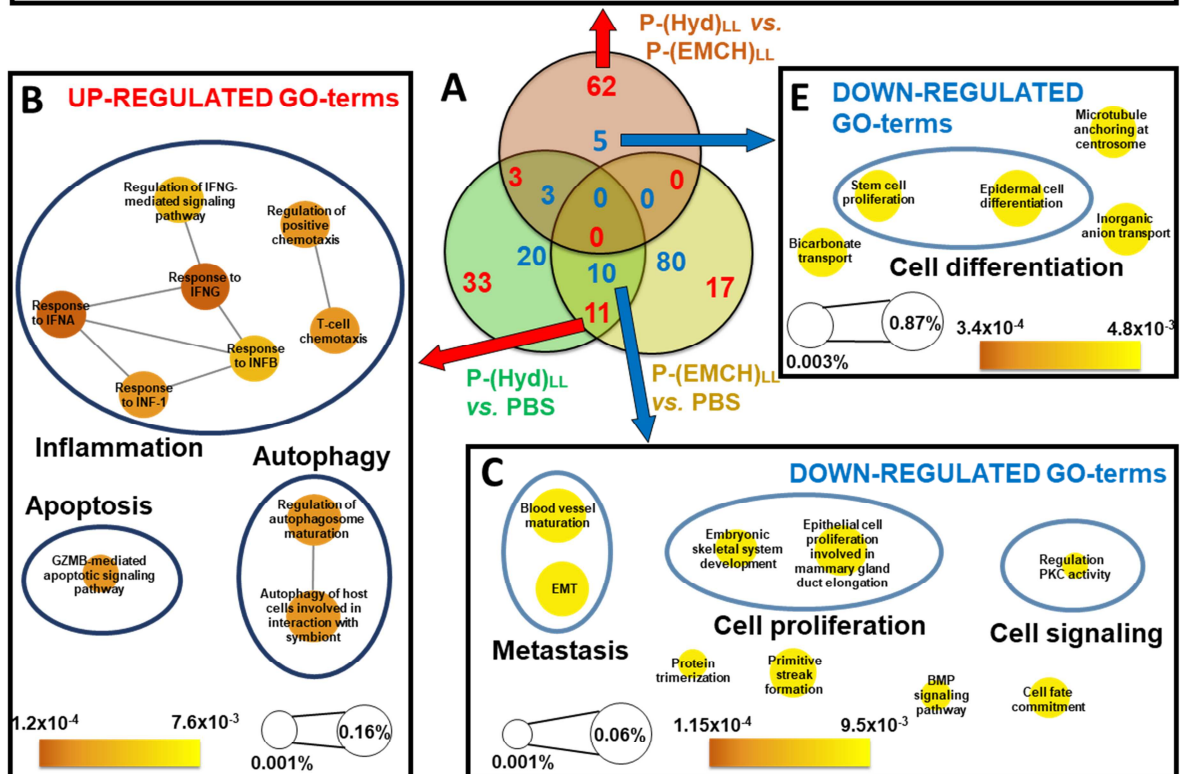 A
P-(Hyd)LL vs.
P-(EMCH)LL
62
5
3
3
0
0
0
0
20
33
10
11
80
17
P-(Hyd)LL
vs. PBS
P-(EMCH)LL
vs. PBS
B
UP-REGULATED GO-terms
Regulation of IFNG-
mediated signaling
pathway
Regulation of
positive
chemotaxis
Response to
IFNG
Response
to IFNA
T-cell
chemotaxis
Response
to INFB
Response
to INF-1
Inflammation
Autophagy
Regulation of
autophagosome
maturation
Autophagy of host
cells involved in
interaction with
symbiont
Apoptosis
GZMB-mediated
apoptotic signaling
pathway
1.2x10-4
7.6x10-3
0.16%
0.001%
E
DOWN-REGULATED
GO-terms
Microtubule
anchoring at
centrosome
Stem cell
proliferation
Epidermal cell
differentiation
Inorganic
anion transport
Bicarbonate
transport
Cell differentiation
0.87%
0.003%
3.4x10-4
4.8x10-3
C
DOWN-REGULATED GO-terms
Blood vessel
maturation
EMT
Metastasis
Embryonic
skeletal system
development
Epithelial cell
proliferation
involved in
mammary gland
duct elongation
Cell proliferation
Regulation
PKC activity
Cell signaling
Protein
trimerization
Primitive
streak
formation
BMP
signaling
pathway
Cell fate
commitment
0.06%
0.001%
1.15x10-4
9.5x10-3